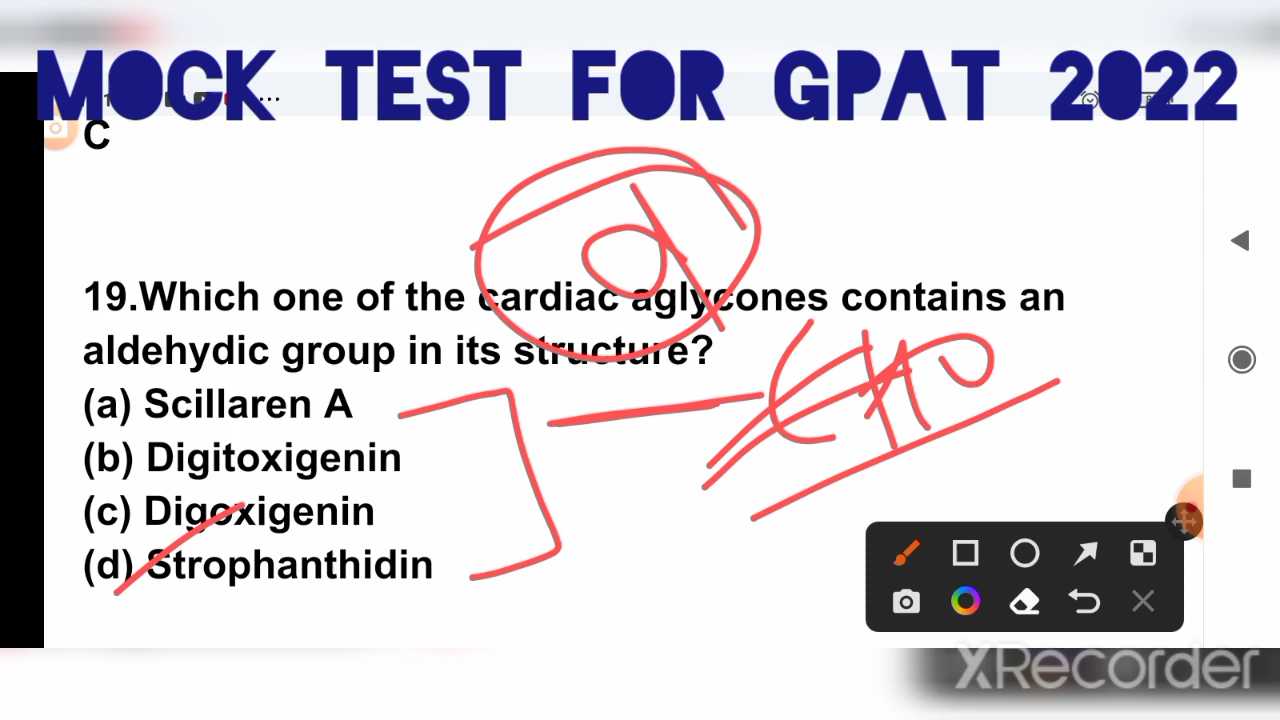 MOCK TEST FOR GPAT 2022
C
d
19.Which one of the cardiac aglycones contains an
aldehydic group in its structure?
(a) Scillaren A
CHO
(b) Digitoxigenin
(c) Digoxigenin
(d) Strophanthidin
XRecorder